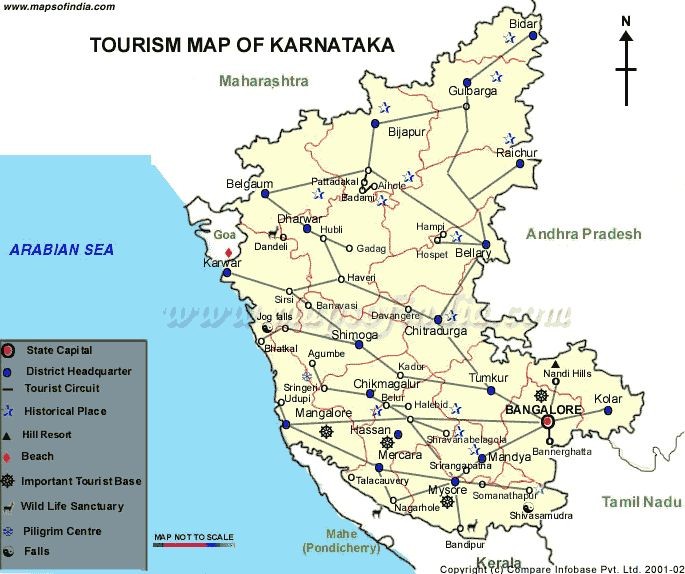 www.mapsofindia.com
TOURISM MAP OF KARNATAKA
N
Bidar
Maharashtra
Gulbarga
Bijapur
Raichur
Pattadakal
Aihole
Badami
Belgaum
Dharwar
Hubli
Goa
Dandeli
Gadag
Hampi
Hospet
Bellary
Andhra Pradesh
ARABIAN SEA
Karwar
Haveri
Sirsi
Banavasi
Davangere
www.mapsofindia.com
Jog falls
Chitradurga
Shimoga
Bhatkal
Agumbe
Kadur
Nandi Hills
Sringeri
Chikmagalur
Tumkur
Udupi
Belur
Halebid
BANGALORE
Kolar
Mangalore
Hassan
Shravanabelagola
Bannerghatta
Mercara
Mandya
Srirangapatna
Talacauvery
Mysore
Somanathapur
Nagarhole
Shivasamudra
Tamil Nadu
Bandipur
Mahe
(Pondicherry)
Kerala
State Capital
District Headquarter
Tourist Circuit
Historical Place
Hill Resort
Beach
Important Tourist Base
Wild Life Sanctuary
Piligrim Centre
Falls
MAP NOT TO SCALE
Copyright (c) Compare Infobase Pvt. Ltd. 2001-02